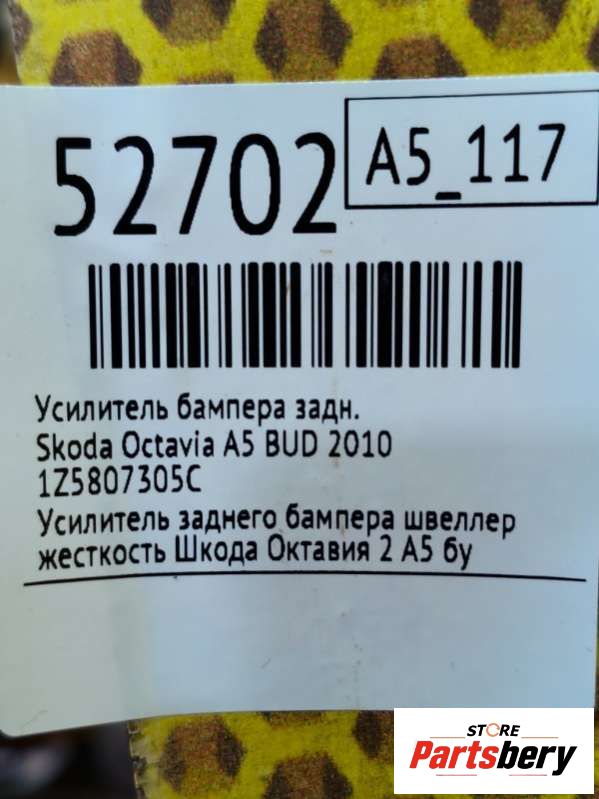 52702
A5_117
Усилитель бампера задн.
Skoda Octavia A5 BUD 2010
1Z5807305C
Усилитель заднего бампера швеллер
жесткость Шкода Октавия 2 А5 бу
STORE
Partsbery